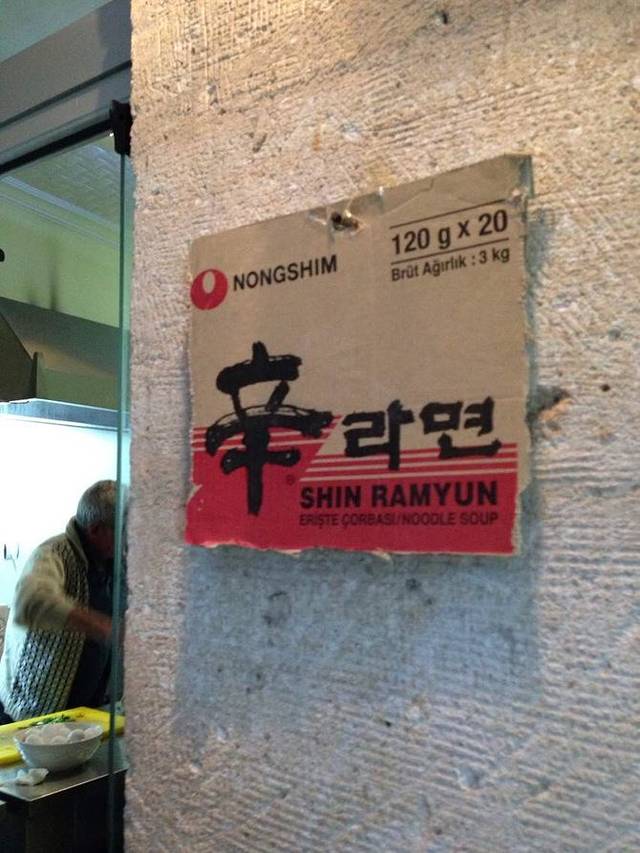 NONGSHIM
120 g x 20
Brüt Ağırlık : 3 kg
辛라면
SHIN RAMYUN
ERİŞTE ÇORBASI/NOODLE SOUP